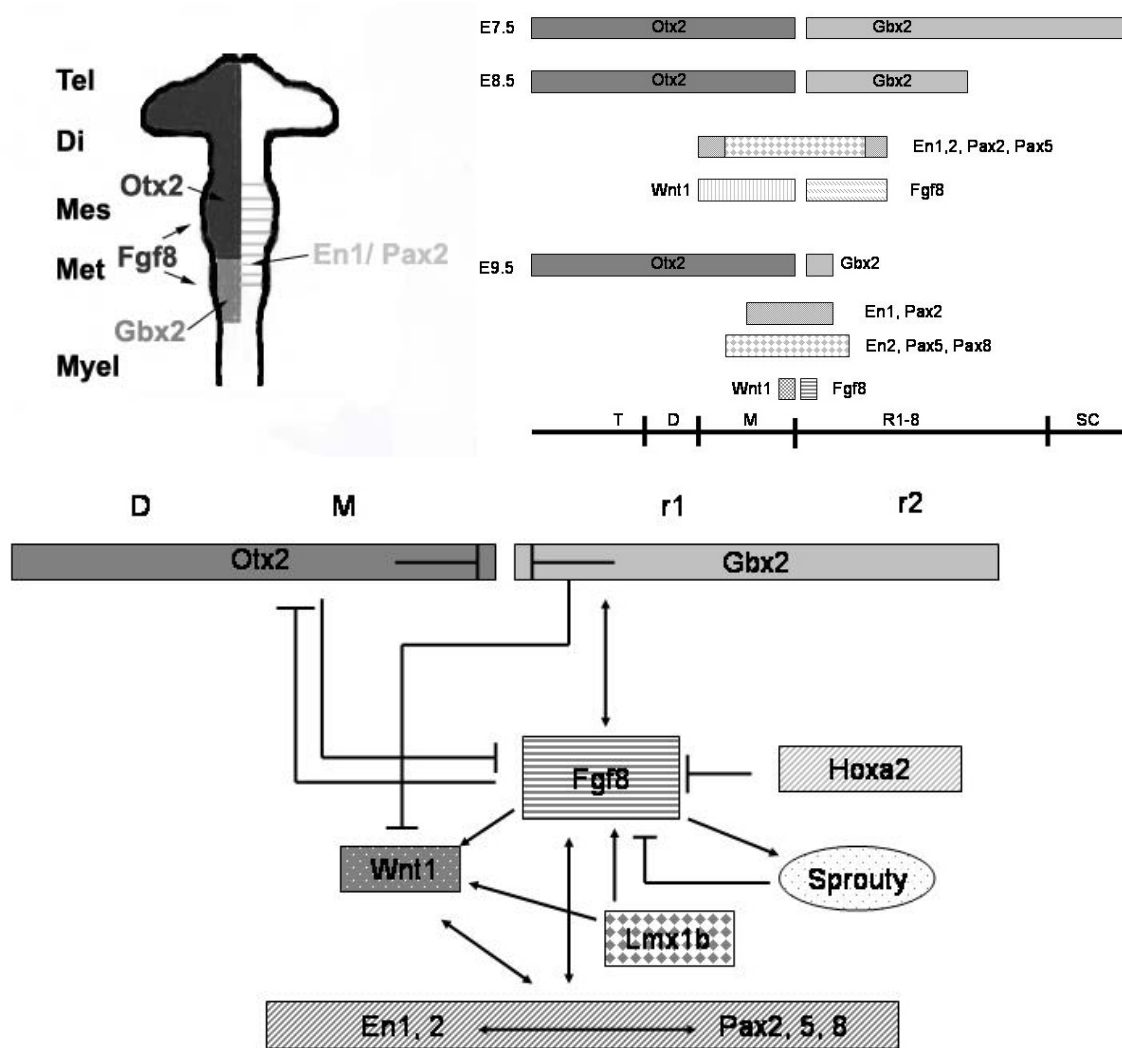 Tel
Di
Otx2
Mes
Fgf8
Met
En1/ Pax2
Gbx2
Myel
E7.5 Otx2 Gbx2
E8.5 Otx2 Gbx2
En1,2, Pax2, Pax5
Wnt1 Fgf8
E9.5 Otx2 Gbx2
En1, Pax2
En2, Pax5, Pax8
Wnt1 Fgf8
T D M R1-8 SC
D M r1 r2
Otx2 Gbx2
Fgf8 Hoxa2
Wnt1 Sprouty
Lmx1b
En1, 2 Pax2, 5, 8